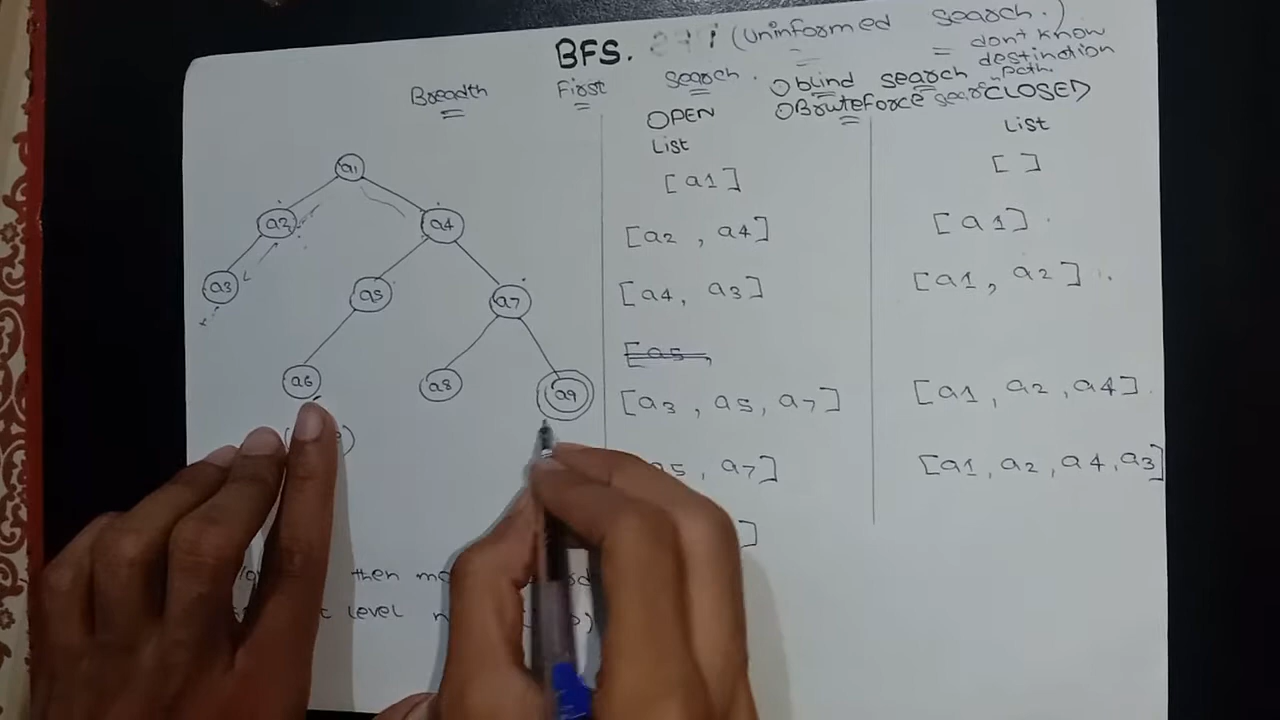 BFS. (Uninformed search.)
= don't know
destination
path.
Breadth First Search.
O blind search
O Bruteforce search
OPEN
List
CLOSED
List
[a1]
[ ]
[a2, a4]
[a1].
[a4, a3]
[a1, a2]
[a5,
[a3, a5, a7]
[a1, a2, a4].
a5, a7]
[a1, a2, a4, a3]
]
then
level
a1
a2
a4
a3
a5
a7
a6
a8
a9